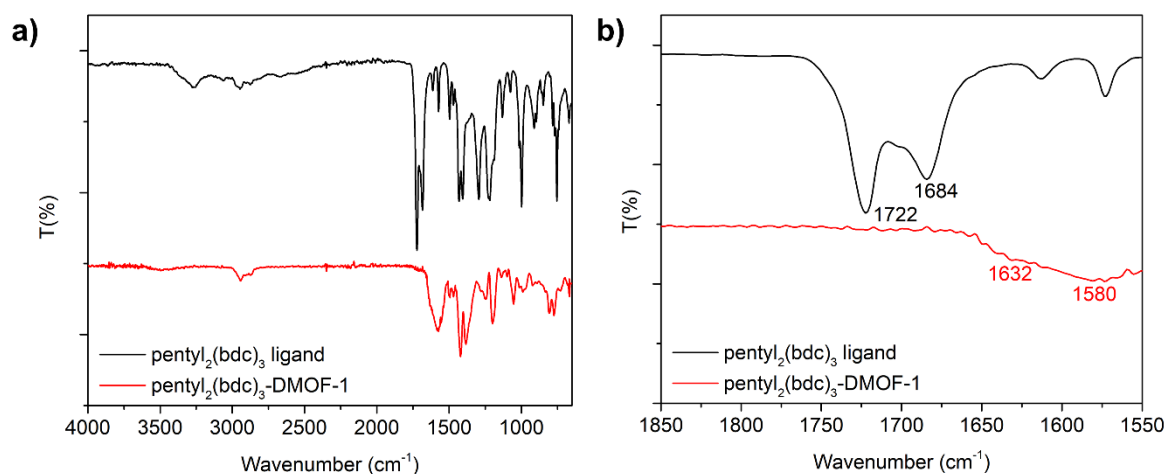 a)
T(%)
pentyl₂(bdc)₃ ligand
pentyl₂(bdc)₃-DMOF-1
4000 3500 3000 2500 2000 1500 1000
Wavenumber (cm⁻¹)
b)
T(%)
1684
1722
1632
1580
pentyl₂(bdc)₃ ligand
pentyl₂(bdc)₃-DMOF-1
1850 1800 1750 1700 1650 1600 1550
Wavenumber (cm⁻¹)